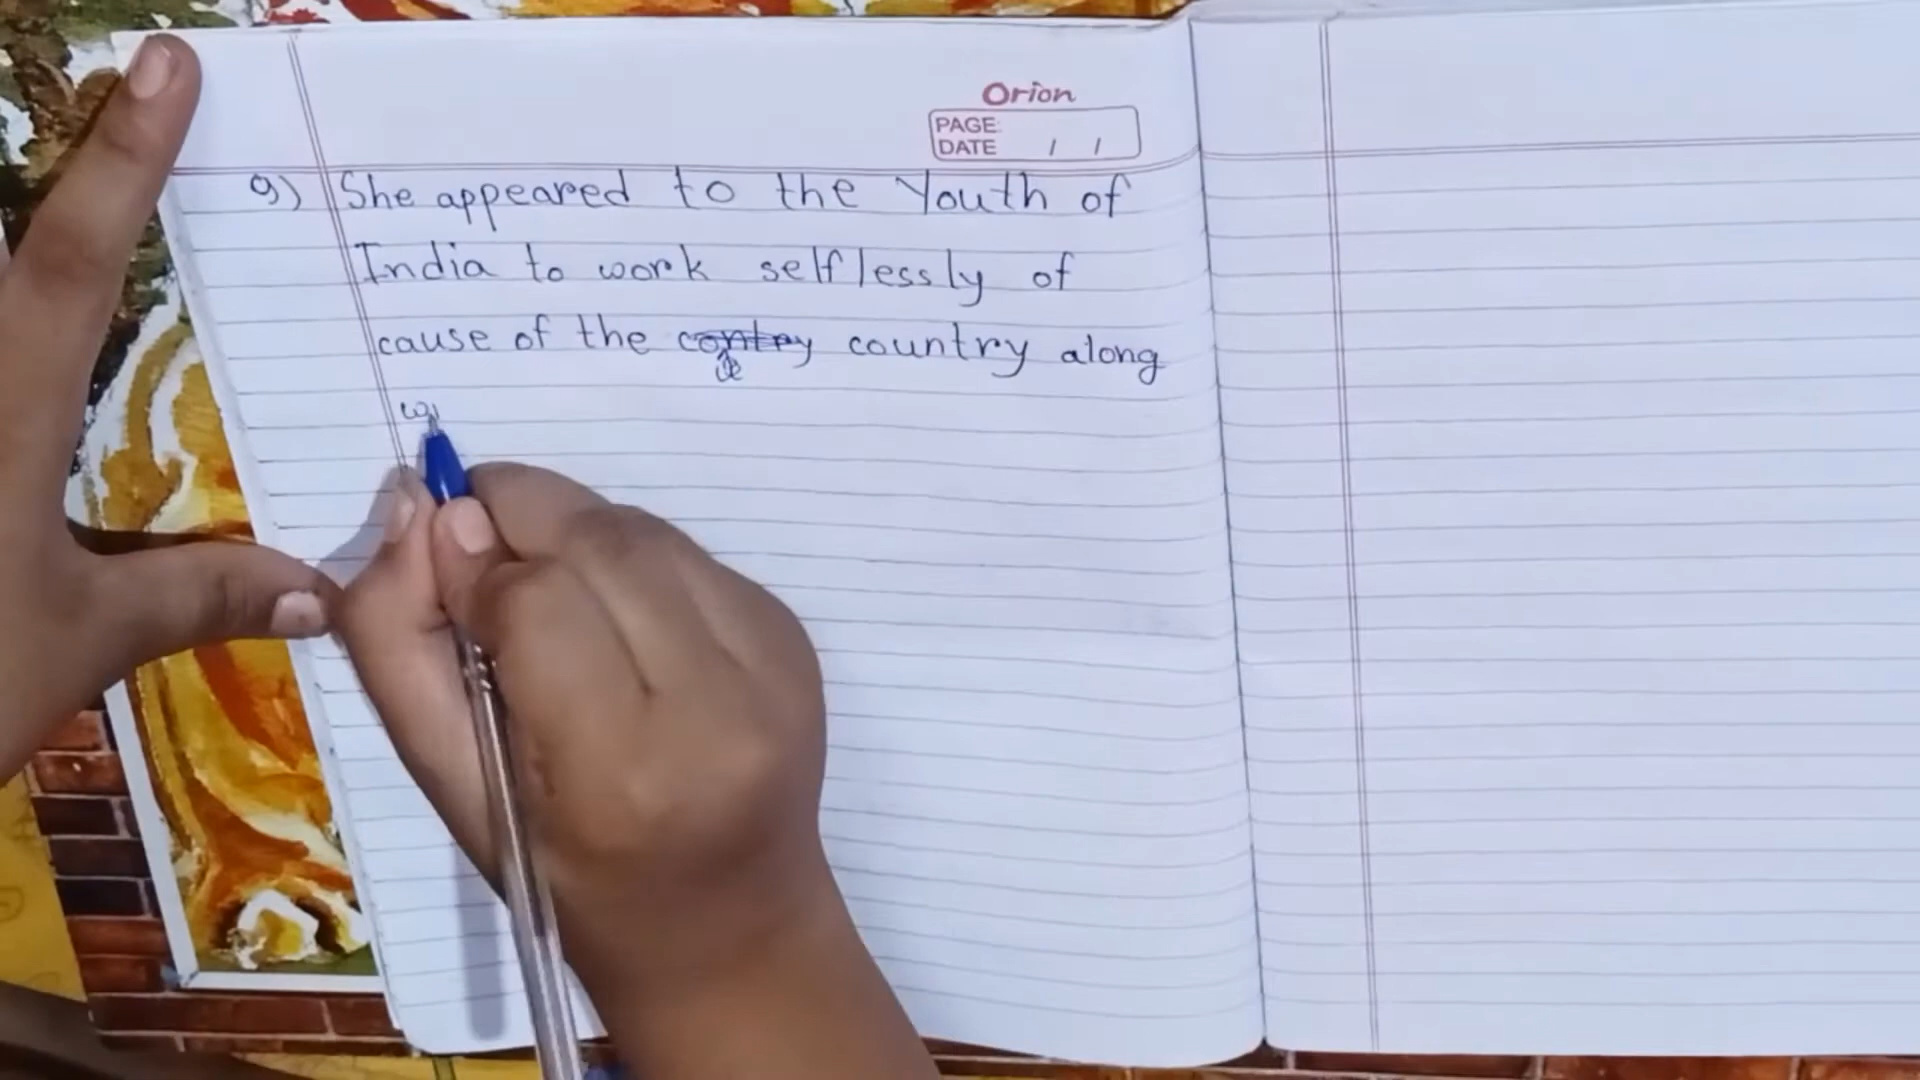 Orion
PAGE:
DATE / /
9) She appeared to the Youth of
India to work selflessly of
cause of the country along